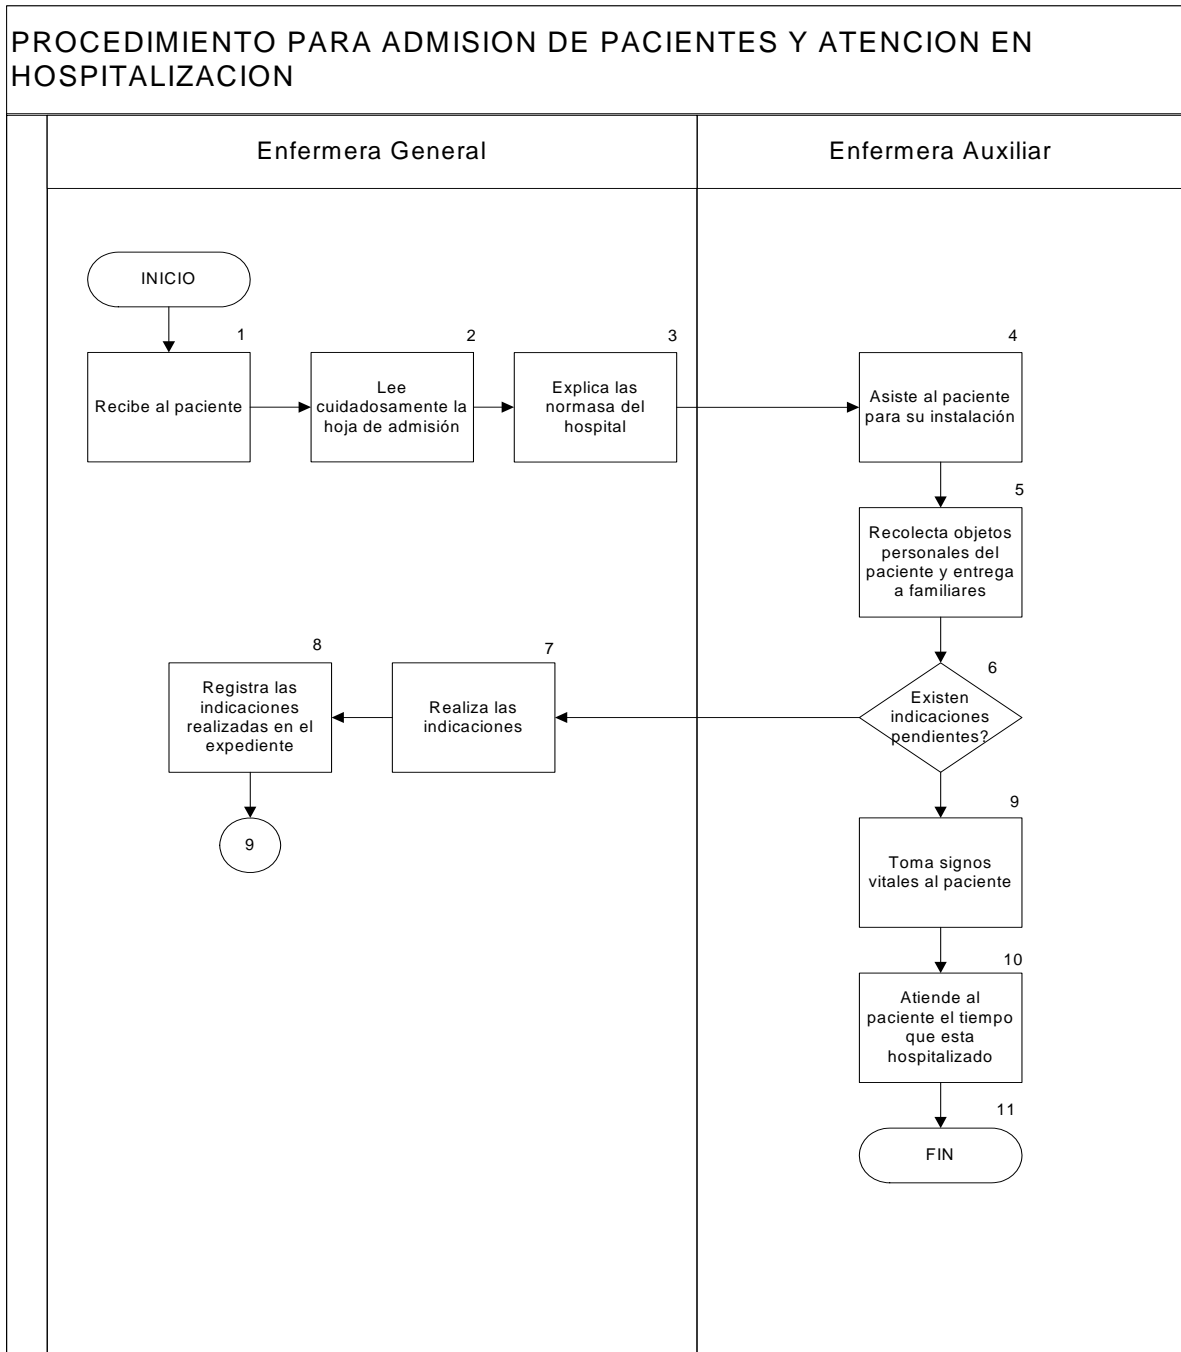 PROCEDIMIENTO PARA ADMISION DE PACIENTES Y ATENCION EN
HOSPITALIZACION
Enfermera General
Enfermera Auxiliar
INICIO
1
Recibe al paciente
2
Lee
cuidadosamente la
hoja de admisión
3
Explica las
normasa del
hospital
4
Asiste al paciente
para su instalación
5
Recolecta objetos
personales del
paciente y entrega
a familiares
6
Existen
indicaciones
pendientes?
7
Realiza las
indicaciones
8
Registra las
indicaciones
realizadas en el
expediente
9
9
Toma signos
vitales al paciente
10
Atiende al
paciente el tiempo
que esta
hospitalizado
11
FIN